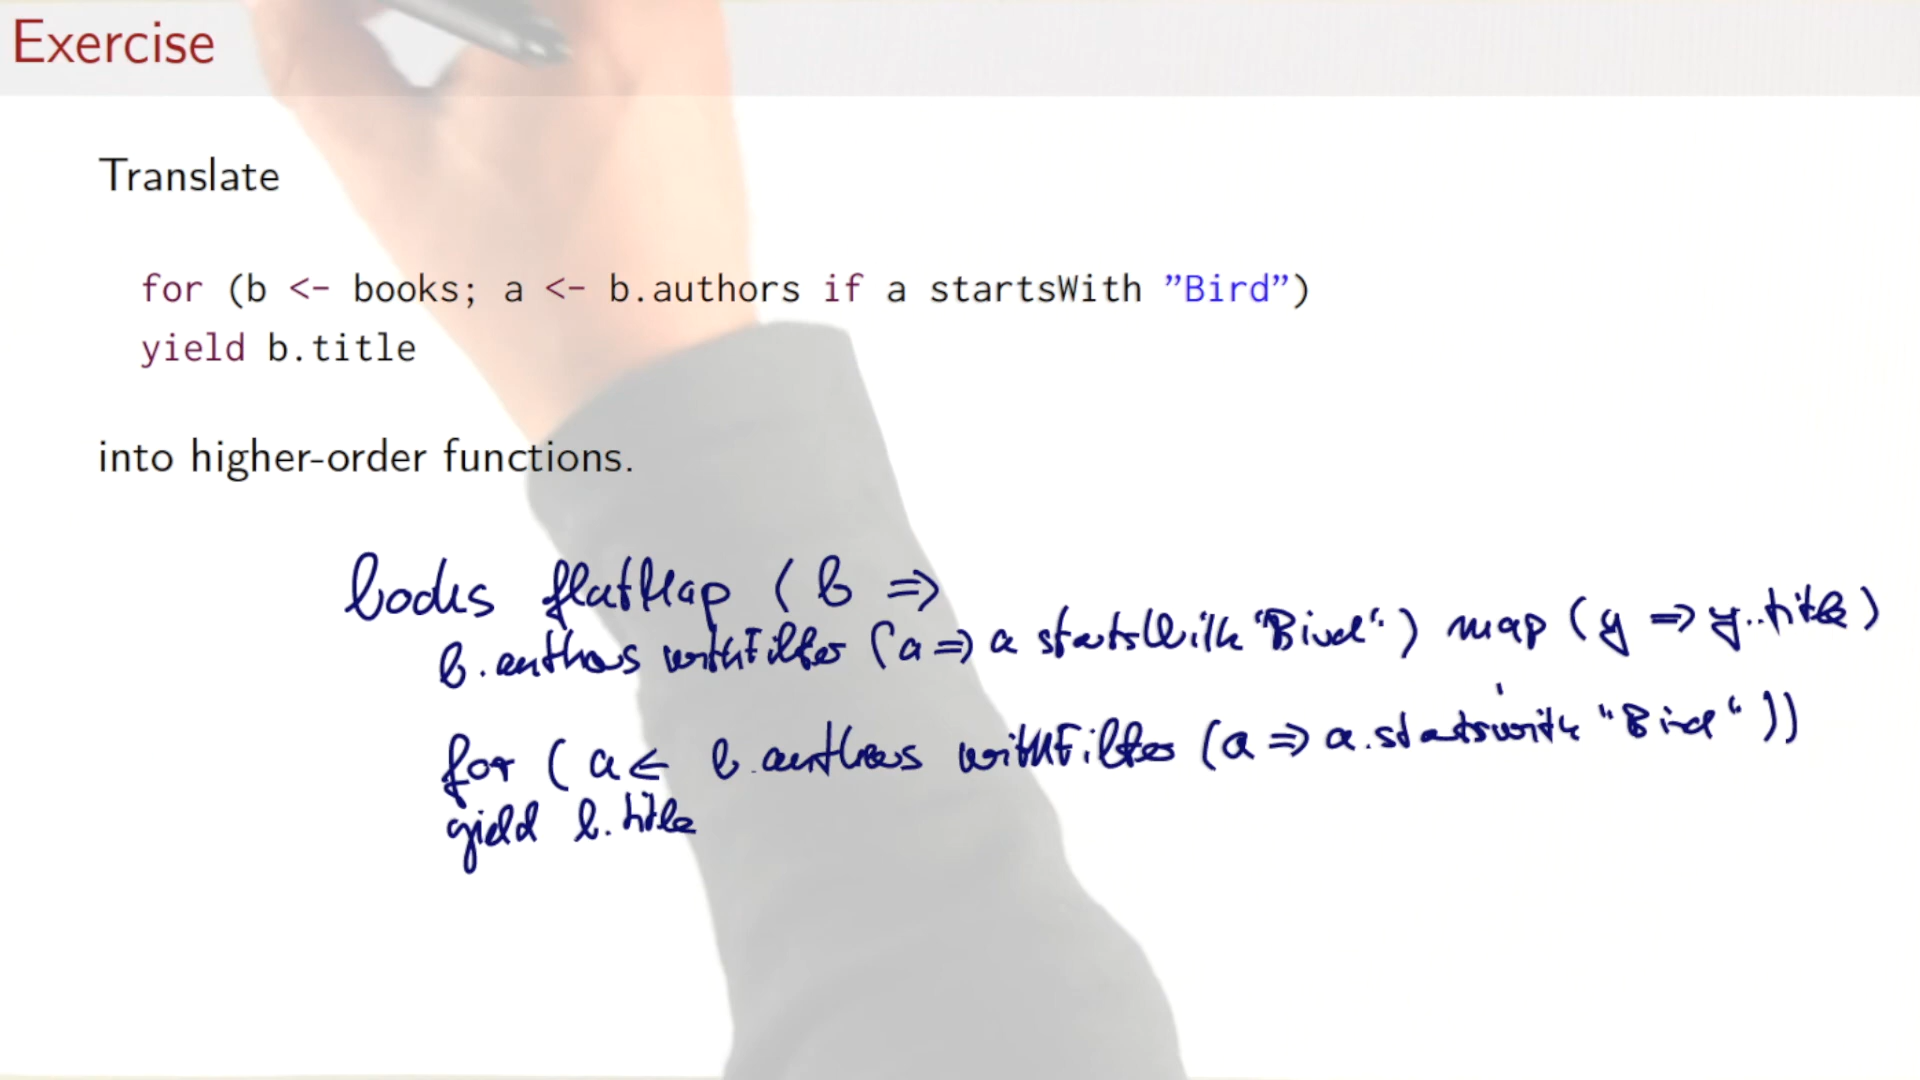 Exercise
Translate
for (b <- books; a <- b.authors if a startsWith ”Bird”)
yield b.title
into higher-order functions.
books flatMap ( b =>
b.authors withFilter (a => a startsWith "Bird") map (y => y.title)
for ( a <- b.authors withFilter (a => a.startswith "Bird"))
yield b.title